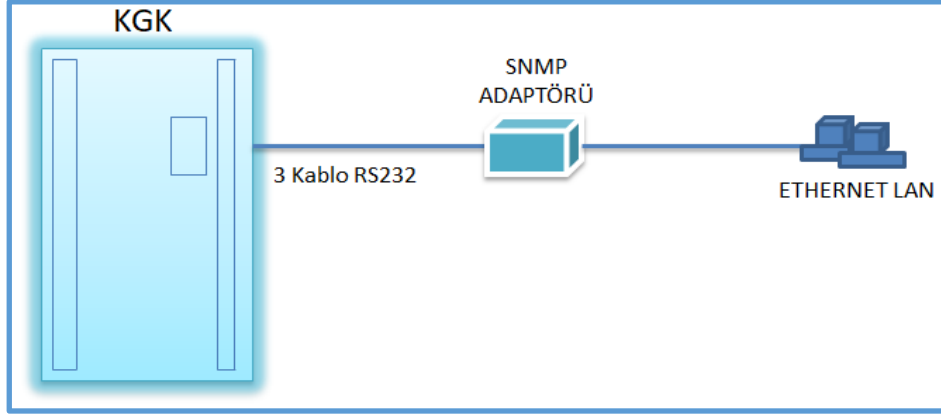 KGK
SNMP
ADAPTÖRÜ
3 Kablo RS232
ETHERNET LAN